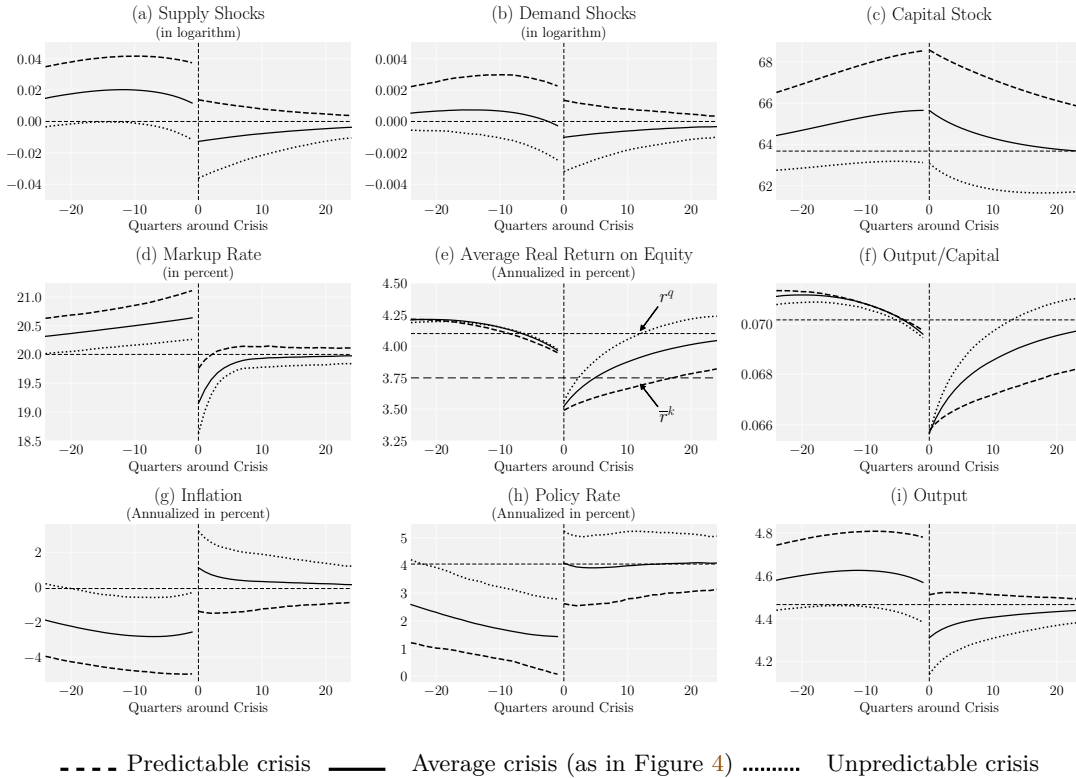 (a) Supply Shocks
(in logarithm)
0.04
0.02
0.00
−0.02
−0.04
−20 −10 0 10 20
Quarters around Crisis
(b) Demand Shocks
(in logarithm)
0.004
0.002
0.000
−0.002
−0.004
−20 −10 0 10 20
Quarters around Crisis
(c) Capital Stock
68
66
64
62
−20 −10 0 10 20
Quarters around Crisis
(d) Markup Rate
(in percent)
21.0
20.5
20.0
19.5
19.0
18.5
−20 −10 0 10 20
Quarters around Crisis
(e) Average Real Return on Equity
(Annualized in percent)
4.50
4.25
4.00
3.75
3.50
3.25
r^q
r̅^k
−20 −10 0 10 20
Quarters around Crisis
(f) Output/Capital
0.070
0.068
0.066
−20 −10 0 10 20
Quarters around Crisis
(g) Inflation
(Annualized in percent)
2
0
−2
−4
−20 −10 0 10 20
Quarters around Crisis
(h) Policy Rate
(Annualized in percent)
5
4
3
2
1
0
−20 −10 0 10 20
Quarters around Crisis
(i) Output
4.8
4.6
4.4
4.2
−20 −10 0 10 20
Quarters around Crisis
Predictable crisis Average crisis (as in Figure 4) Unpredictable crisis